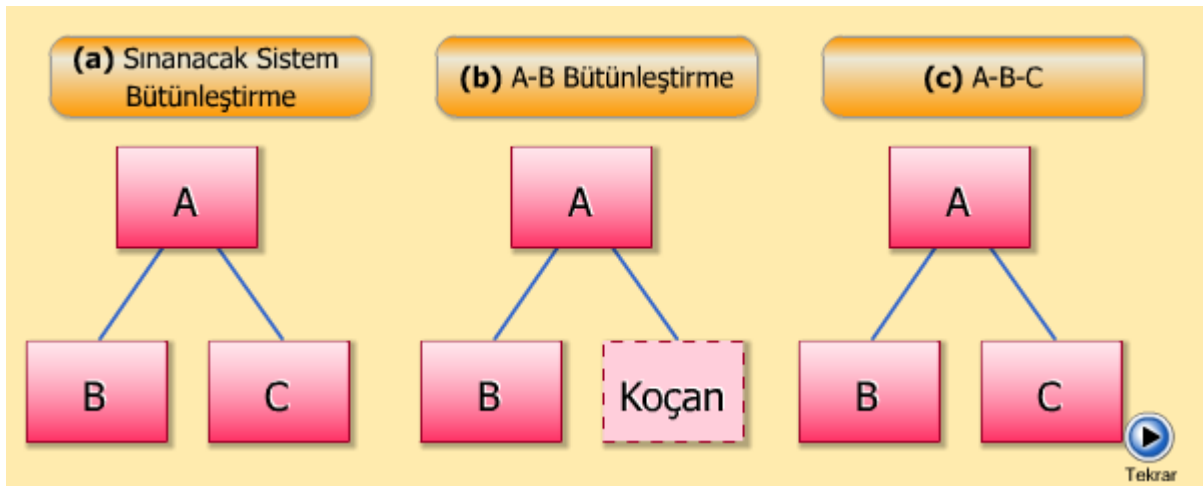 (a) Sınanacak Sistem
Bütünleştirme
(b) A-B Bütünleştirme
(c) A-B-C
A
A
A
B
C
B
Koçan
B
C
Tekrar